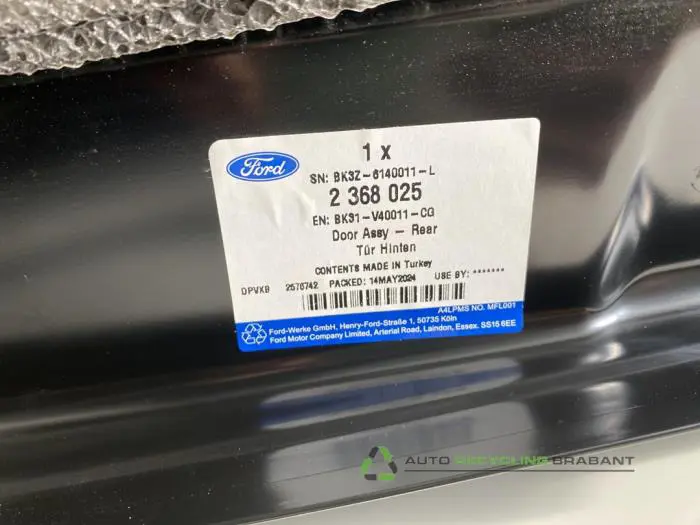 Ford
1 x
SN: BK3Z-6140011-L
2 368 025
EN: BK31-V40011-CG
Door Assy - Rear
Tür Hinten
CONTENTS MADE IN Turkey
DPVXB 2576742 PACKED: 14MAY2024 USE BY: *******
A4LPMS NO. MFL001
Ford-Werke GmbH, Henry-Ford-Straße 1, 50735 Köln
Ford Motor Company Limited, Arterial Road, Laindon, Essex. SS15 6EE
AUTO RECYCLING BRABANT